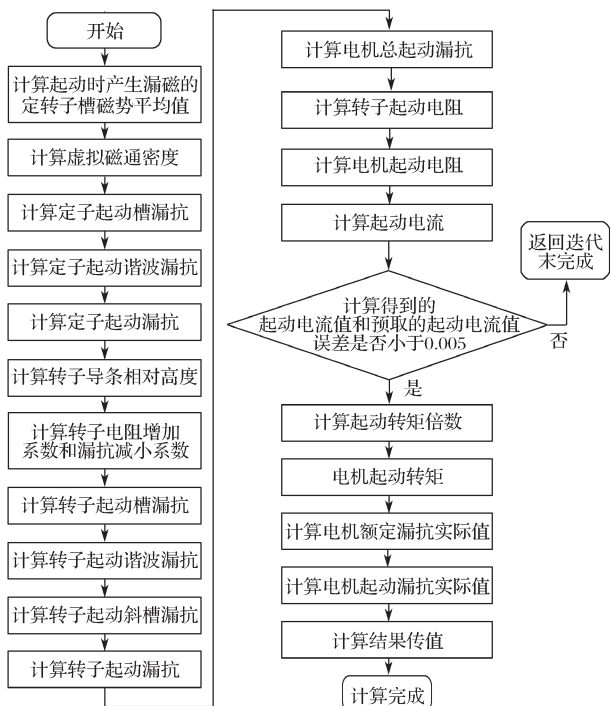 开始
计算起动时产生漏磁的
定转子槽磁势平均值
计算虚拟磁通密度
计算定子起动槽漏抗
计算定子起动谐波漏抗
计算定子起动漏抗
计算转子导条相对高度
计算转子电阻增加
系数和漏抗减小系数
计算转子起动槽漏抗
计算转子起动谐波漏抗
计算转子起动斜槽漏抗
计算转子起动漏抗
计算电机总起动漏抗
计算转子起动电阻
计算电机起动电阻
计算起动电流
计算得到的
起动电流值和预取的起动电流值
误差是否小于0.005
否
返回迭代
未完成
是
计算起动转矩倍数
电机起动转矩
计算电机额定漏抗实际值
计算电机起动漏抗实际值
计算结果传值
计算完成